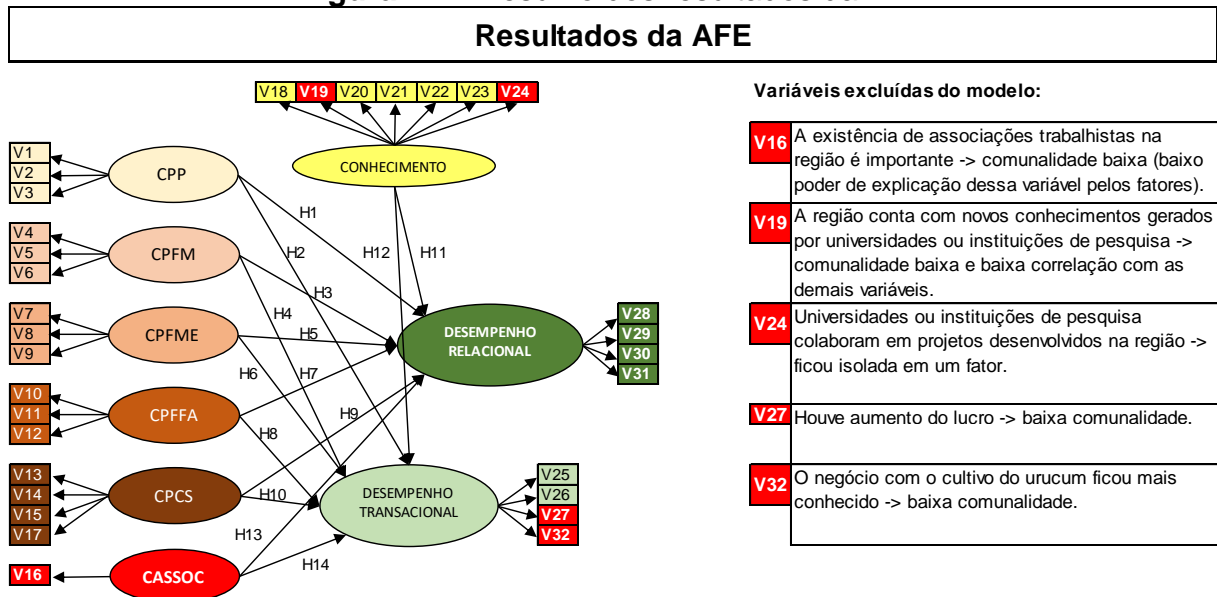 Resultados da AFE
V18 V19 V20 V21 V22 V23 V24
CONHECIMENTO
V1
V2
V3
CPP
V4
V5
V6
CPFM
V7
V8
V9
CPFME
V10
V11
V12
CPFFA
V13
V14
V15
V17
CPCS
V16
CASSOC
H1
H2
H12
H11
H3
H4
H5
H6
H7
H8
H9
H10
H13
H14
DESEMPENHO
RELACIONAL
V28
V29
V30
V31
DESEMPENHO
TRANSACIONAL
V25
V26
V27
V32
Variáveis excluídas do modelo:
V16 A existência de associações trabalhistas na
região é importante -> comunalidade baixa (baixo
poder de explicação dessa variável pelos fatores).
V19 A região conta com novos conhecimentos gerados
por universidades ou instituições de pesquisa ->
comunalidade baixa e baixa correlação com as
demais variáveis.
V24 Universidades ou instituições de pesquisa
colaboram em projetos desenvolvidos na região ->
ficou isolada em um fator.
V27 Houve aumento do lucro -> baixa comunalidade.
V32 O negócio com o cultivo do urucum ficou mais
conhecido -> baixa comunalidade.